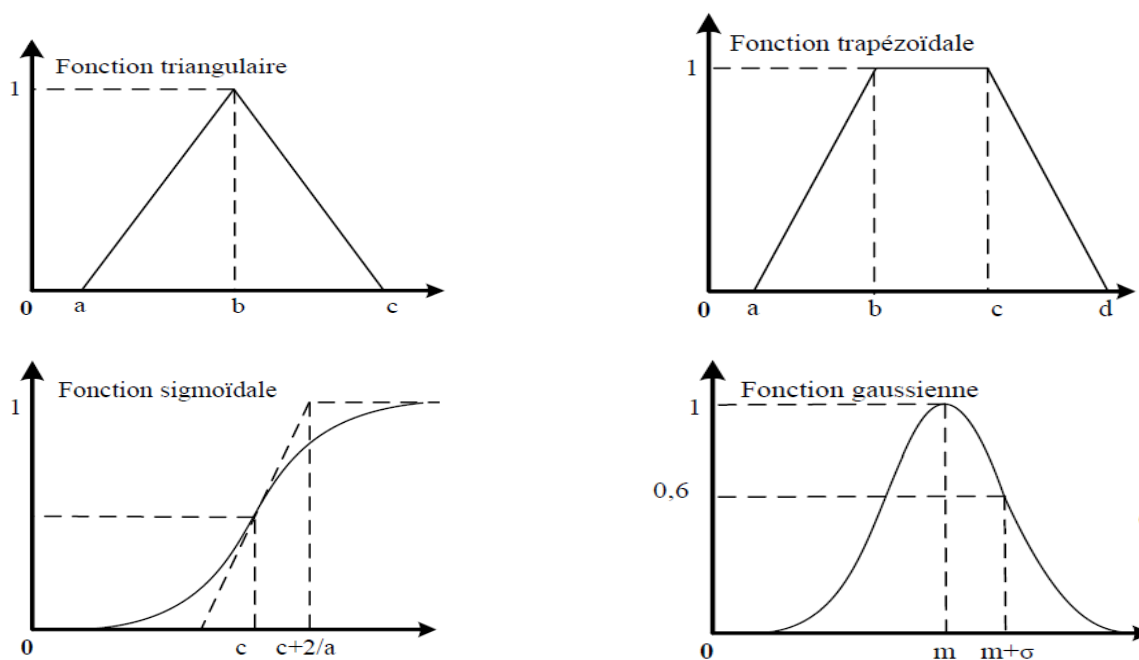 Fonction triangulaire
1
0
a
b
c
Fonction trapézoïdale
1
0
a
b
c
d
Fonction sigmoïdale
1
0
c
c+2/a
Fonction gaussienne
1
0,6
0
m
m+σ